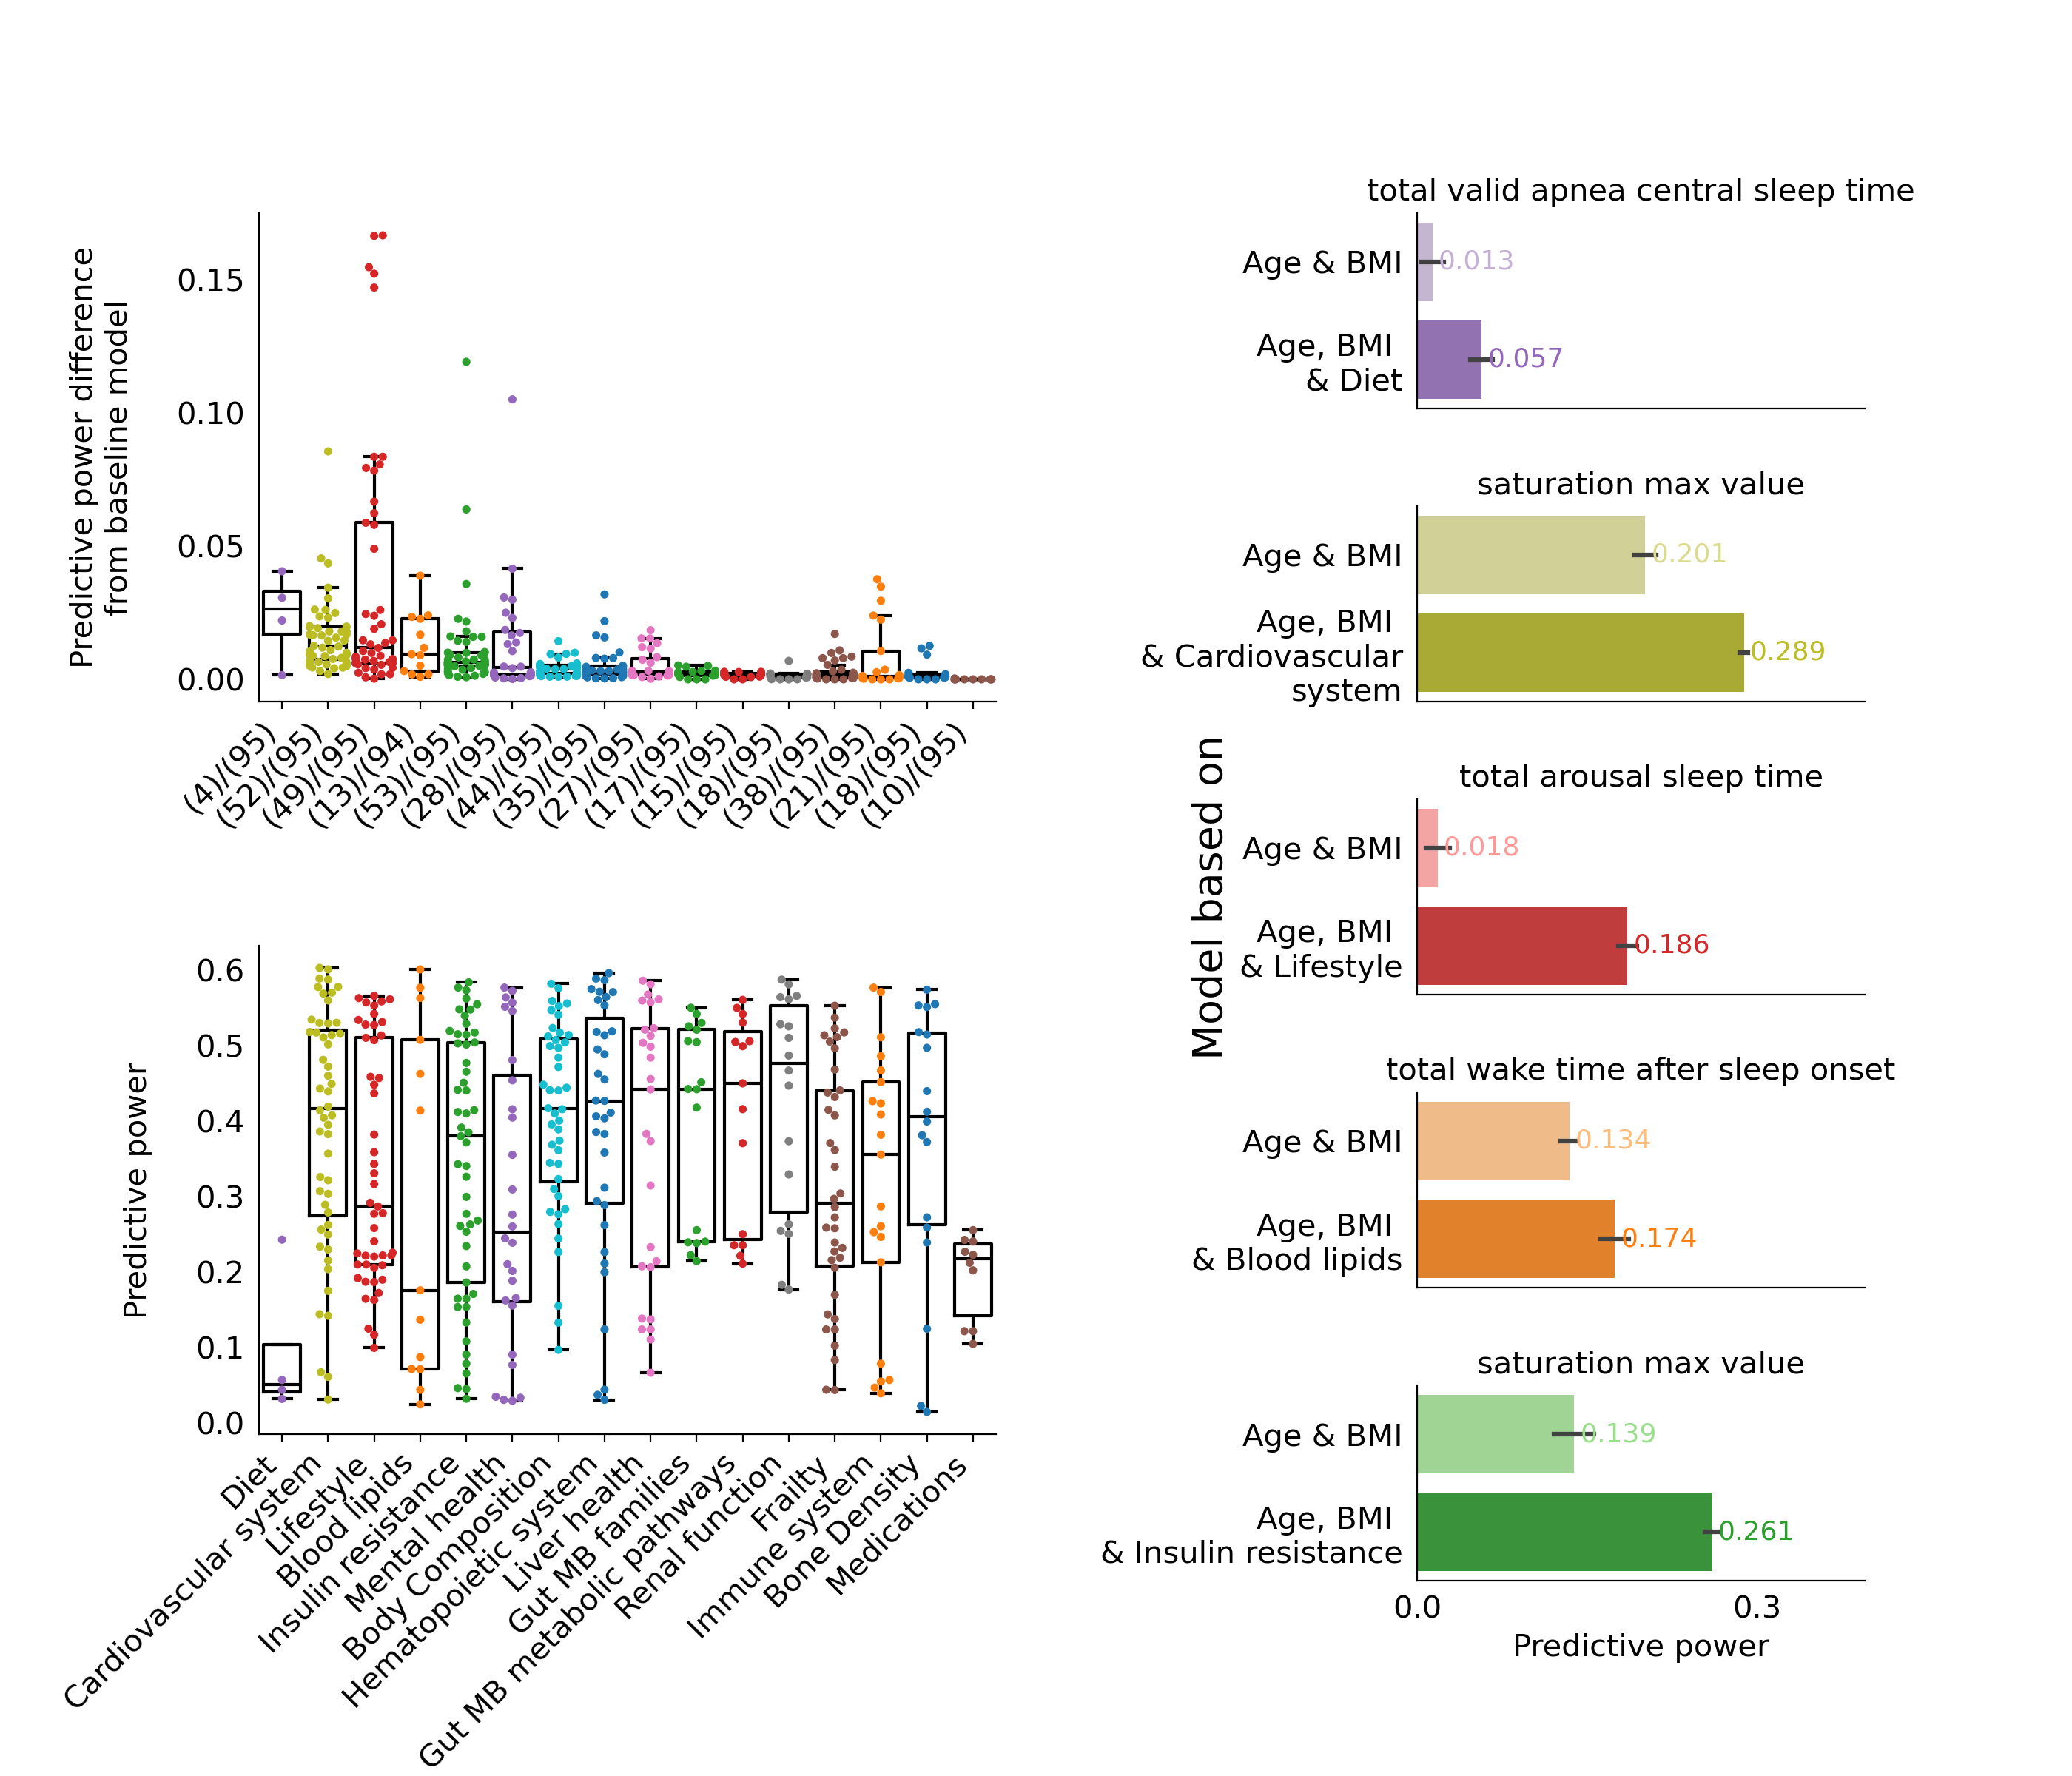 Predictive power difference
from baseline model
0.15
0.10
0.05
0.00
(4)/(95)
(52)/(95)
(49)/(95)
(13)/(94)
(53)/(95)
(28)/(95)
(44)/(95)
(35)/(95)
(27)/(95)
(17)/(95)
(15)/(95)
(18)/(95)
(38)/(95)
(21)/(95)
(18)/(95)
(10)/(95)
Predictive power
0.6
0.5
0.4
0.3
0.2
0.1
0.0
Diet
Cardiovascular system
Lifestyle
Blood lipids
Insulin resistance
Mental health
Body Composition
Hematopoietic system
Liver health
Gut MB families
Gut MB metabolic pathways
Renal function
Frailty
Immune system
Bone Density
Medications
Model based on
total valid apnea central sleep time
Age & BMI
0.013
Age, BMI
& Diet
0.057
saturation max value
Age & BMI
0.201
Age, BMI
& Cardiovascular
system
0.289
total arousal sleep time
Age & BMI
0.018
Age, BMI
& Lifestyle
0.186
total wake time after sleep onset
Age & BMI
0.134
Age, BMI
& Blood lipids
0.174
saturation max value
Age & BMI
0.139
Age, BMI
& Insulin resistance
0.261
0.0
0.3
Predictive power